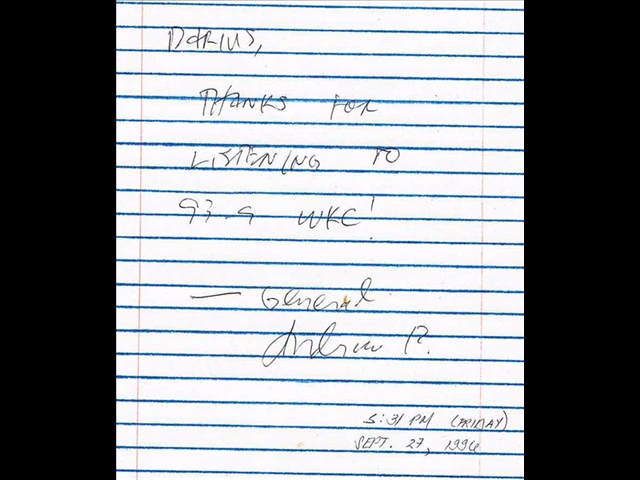 DARIUS,
THANKS FOR
LISTENING TO
93.9 WKC!
— General
Andrew P.
5:31 PM (FRIDAY)
SEPT. 27, 1996